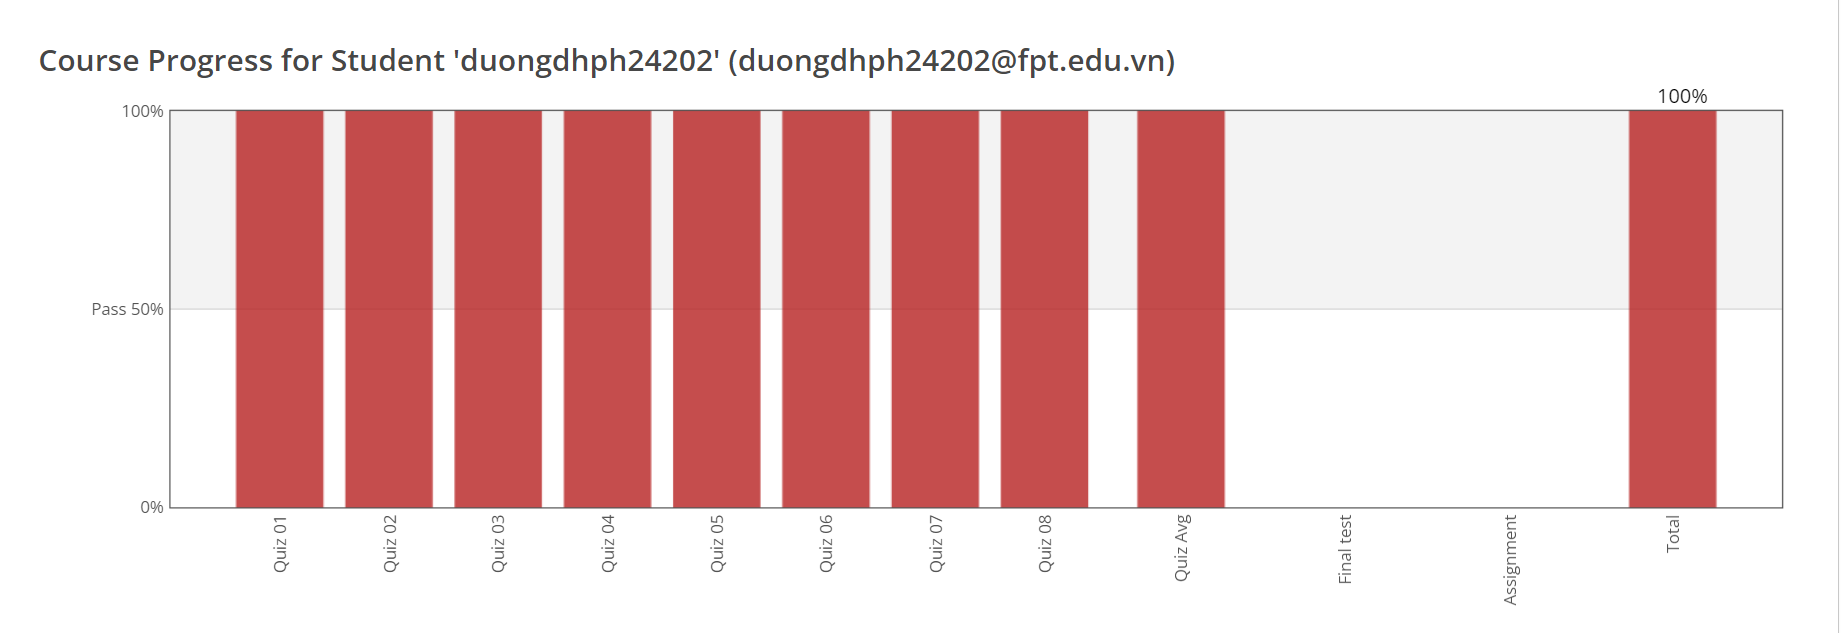 Course Progress for Student 'duongdhph24202' (duongdhph24202@fpt.edu.vn)
100%
100%
Pass 50%
0%
Quiz 01
Quiz 02
Quiz 03
Quiz 04
Quiz 05
Quiz 06
Quiz 07
Quiz 08
Quiz Avg
Final test
Assignment
Total